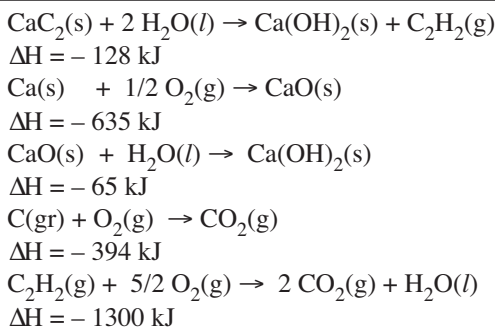 CaC₂(s) + 2 H₂O(l) → Ca(OH)₂(s) + C₂H₂(g)
ΔH = – 128 kJ
Ca(s) + 1/2 O₂(g) → CaO(s)
ΔH = – 635 kJ
CaO(s) + H₂O(l) → Ca(OH)₂(s)
ΔH = – 65 kJ
C(gr) + O₂(g) → CO₂(g)
ΔH = – 394 kJ
C₂H₂(g) + 5/2 O₂(g) → 2 CO₂(g) + H₂O(l)
ΔH = – 1300 kJ